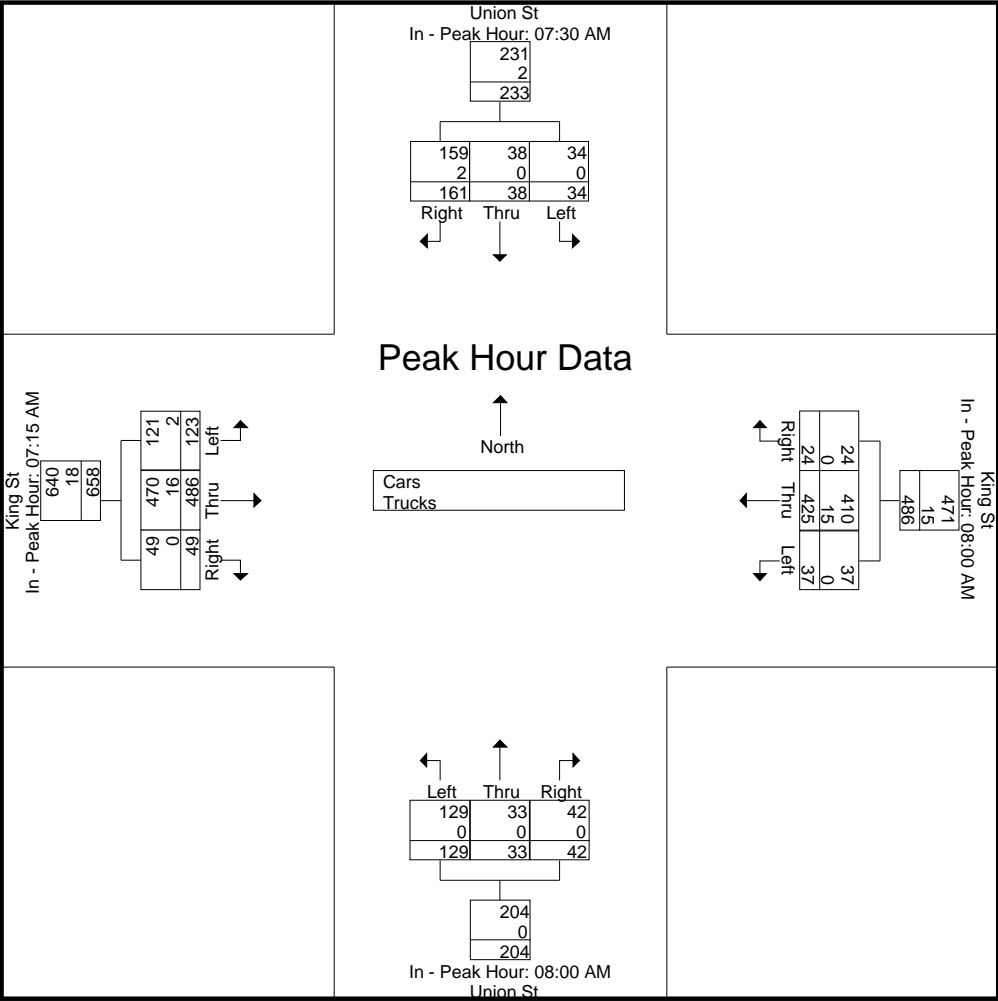 Union St
In - Peak Hour: 07:30 AM
231
2
233
159 38 34
2 0 0
161 38 34
Right Thru Left
Peak Hour Data
North
Cars
Trucks
King St
In - Peak Hour: 07:15 AM
640
18
658
121 2 123 Left
470 16 486 Thru
49 0 49 Right
King St
In - Peak Hour: 08:00 AM
471
15
486
Right 24 0 24
Thru 425 15 410
Left 37 0 37
Left Thru Right
129 33 42
0 0 0
129 33 42
204
0
204
In - Peak Hour: 08:00 AM
Union St